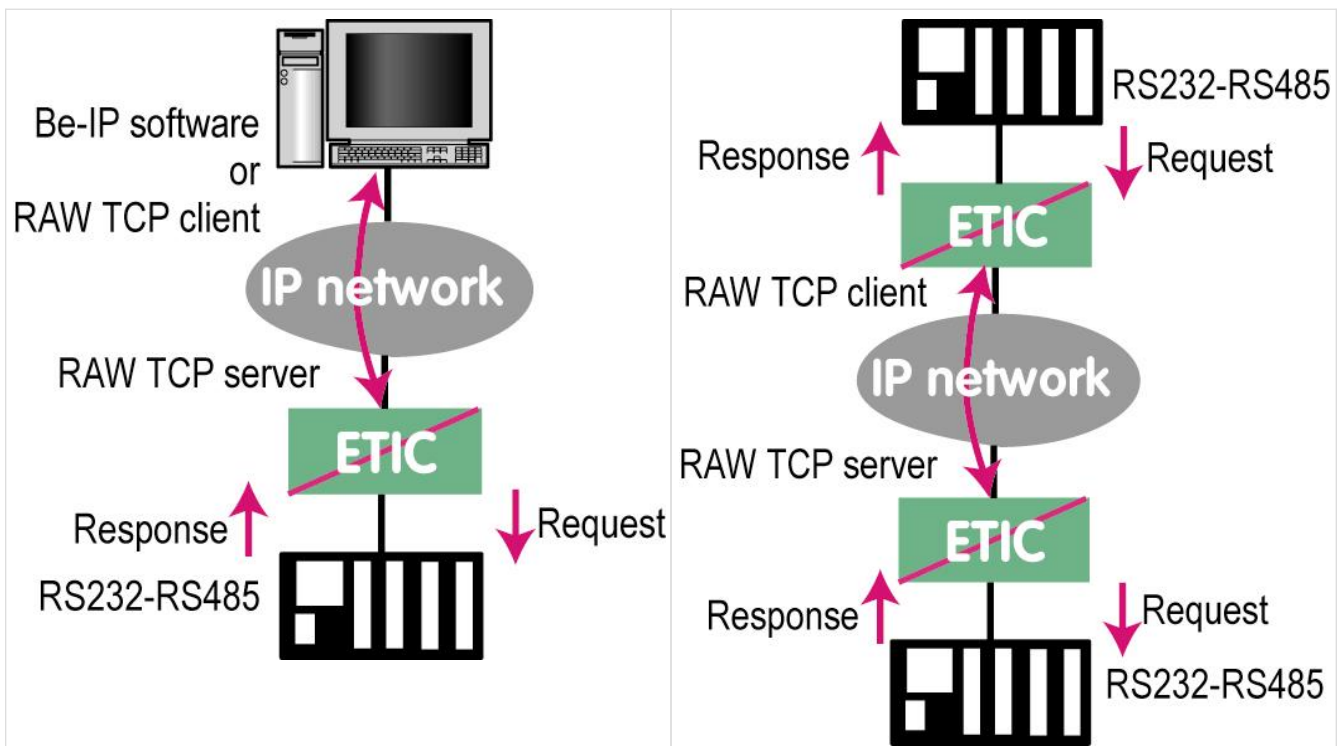 Be-IP software
or
RAW TCP client
IP network
RAW TCP server
ETIC
Response
Request
RS232-RS485
RS232-RS485
Response
Request
ETIC
RAW TCP client
IP network
RAW TCP server
ETIC
Response
Request
RS232-RS485